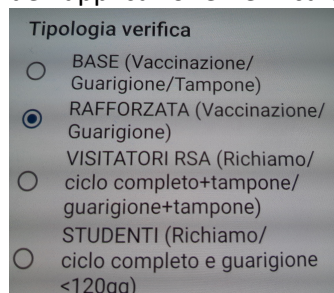 Tipologia verifica
BASE (Vaccinazione/
Guarigione/Tampone)
RAFFORZATA (Vaccinazione/
Guarigione)
VISITATORI RSA (Richiamo/
ciclo completo+tampone/
guarigione+tampone)
STUDENTI (Richiamo/
ciclo completo e guarigione
<120gg)